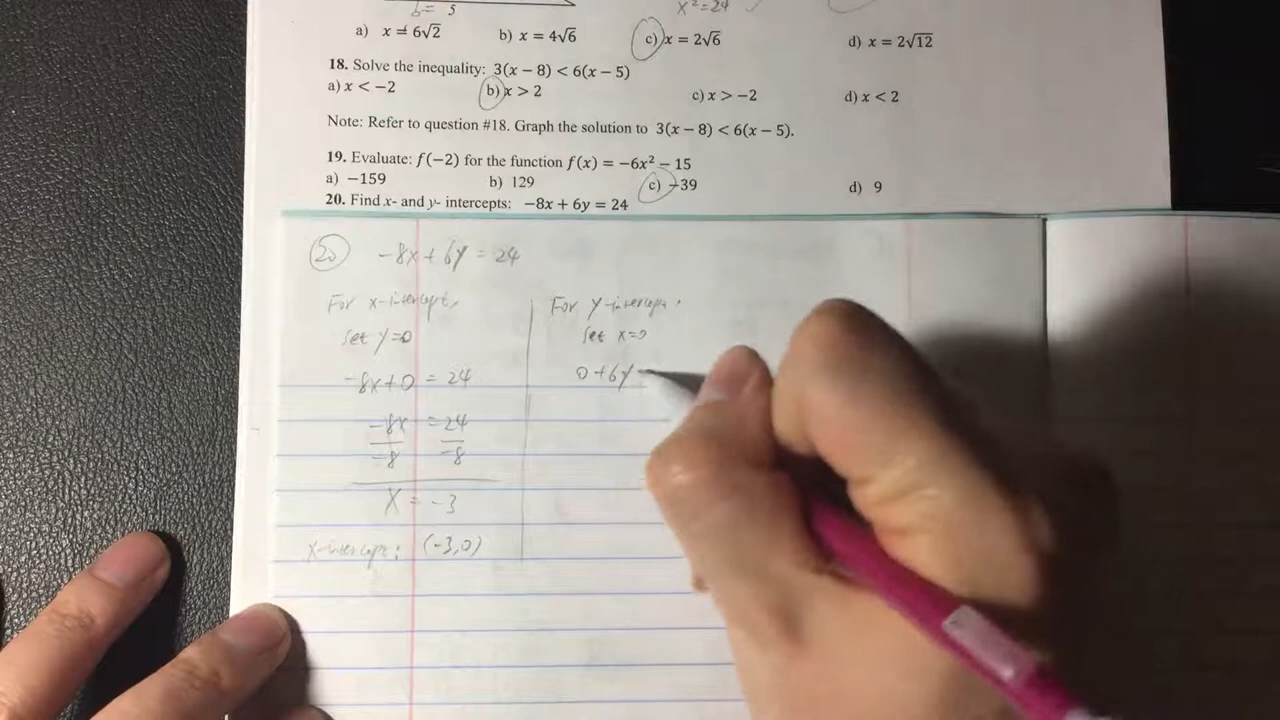 b = 5
x²=24
a) x = 6√2 b) x = 4√6 c) x = 2√6 d) x = 2√12
18. Solve the inequality: 3(x − 8) < 6(x − 5)
a) x < −2 b) x > 2 c) x > −2 d) x < 2
Note: Refer to question #18. Graph the solution to 3(x − 8) < 6(x − 5).
19. Evaluate: f(−2) for the function f(x) = −6x² − 15
a) −159 b) 129 c) −39 d) 9
20. Find x- and y- intercepts: −8x + 6y = 24
20 -8x + 6y = 24
For x-intercept,
set y=0
-8x+0 = 24
-8x = 24
-8 -8
x = -3
x-intercept: (-3,0)
For y-intercept,
set x=0
0+6y